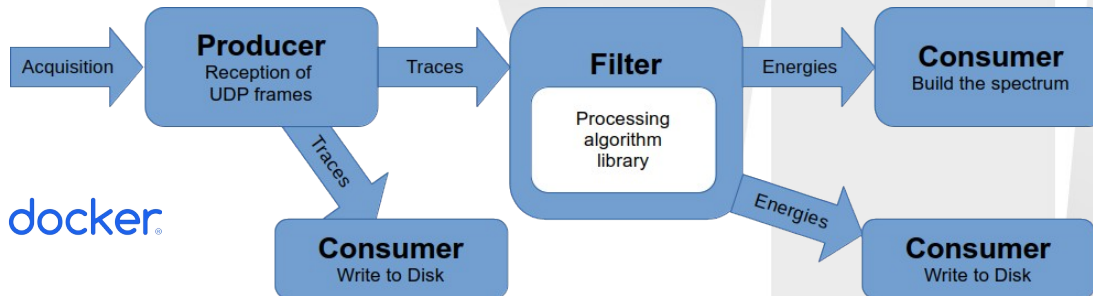 Acquisition
Producer
Reception of
UDP frames
Traces
Filter
Processing
algorithm
library
Energies
Consumer
Build the spectrum
Traces
Consumer
Write to Disk
Energies
Consumer
Write to Disk
docker®